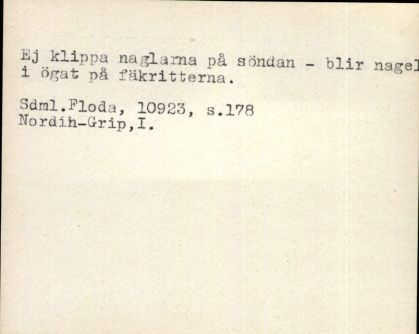 Ej klippa naglarna på söndan - blir nagel
i ögat på fäkritterna.
Sdml.Floda, 10923, s.178
Nordih-Grip,I.